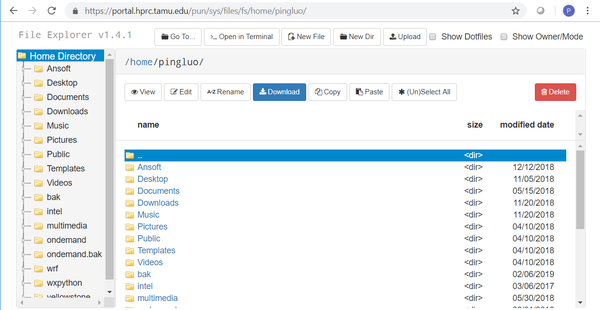 https://portal.hprc.tamu.edu/pun/sys/files/fs/home/pingluo/
P
File Explorer v1.4.1
Go To...
Open in Terminal
New File
New Dir
Upload
Show Dotfiles
Show Owner/Mode
Home Directory
Ansoft
Desktop
Documents
Downloads
Music
Pictures
Public
Templates
Videos
bak
intel
multimedia
ondemand
ondemand.bak
wrf
wxpython
yellowstone
/home/pingluo/
View
Edit
A-Z Rename
Download
Copy
Paste
(Un)Select All
Delete
name size modified date
.. <dir>
Ansoft <dir> 12/12/2018
Desktop <dir> 11/05/2018
Documents <dir> 05/15/2018
Downloads <dir> 11/20/2018
Music <dir> 11/20/2018
Pictures <dir> 04/10/2018
Public <dir> 04/10/2018
Templates <dir> 04/10/2018
Videos <dir> 04/10/2018
bak <dir> 02/06/2019
intel <dir> 03/06/2017
multimedia <dir> 05/30/2018